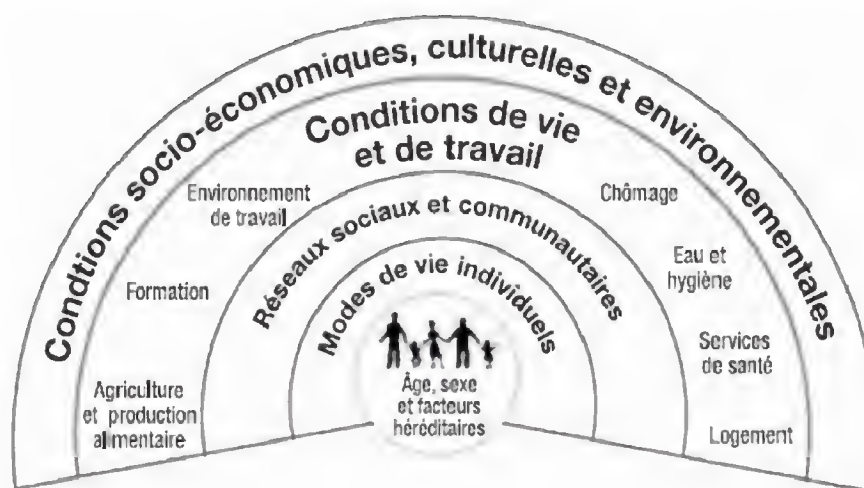 Condtions socio-économiques, culturelles et environnementales
Conditions de vie
et de travail
Environnement
de travail
Chômage
Réseaux sociaux et communautaires
Formation
Eau et
hygiène
Modes de vie individuels
Services
de santé
Agriculture
et production
alimentaire
Âge, sexe
et facteurs
héréditaires
Logement